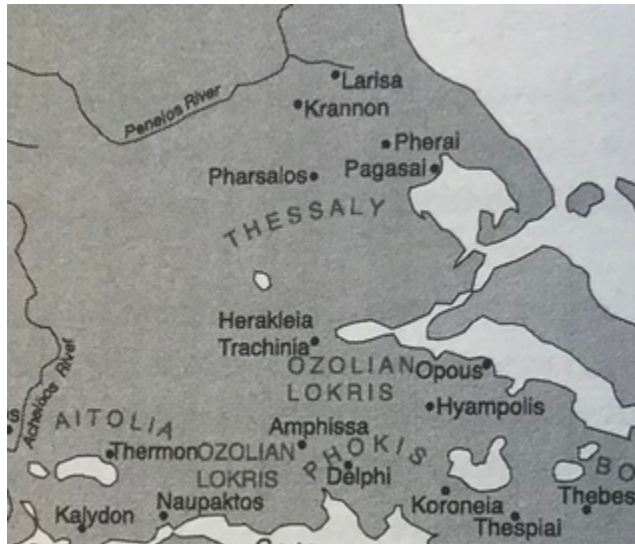 Larisa
Krannon
Peneios River
Pherai
Pharsalos
Pagasai
THESSALY
Herakleia
Trachinia
OZOLIAN
LOKRIS
Opous
Acheloos River
Hyampolis
AITOLIA
Amphissa
PHOKIS
Thermon
OZOLIAN
LOKRIS
Delphi
BO
Koroneia
Thebes
Naupaktos
Kalydon
Thespiai
s